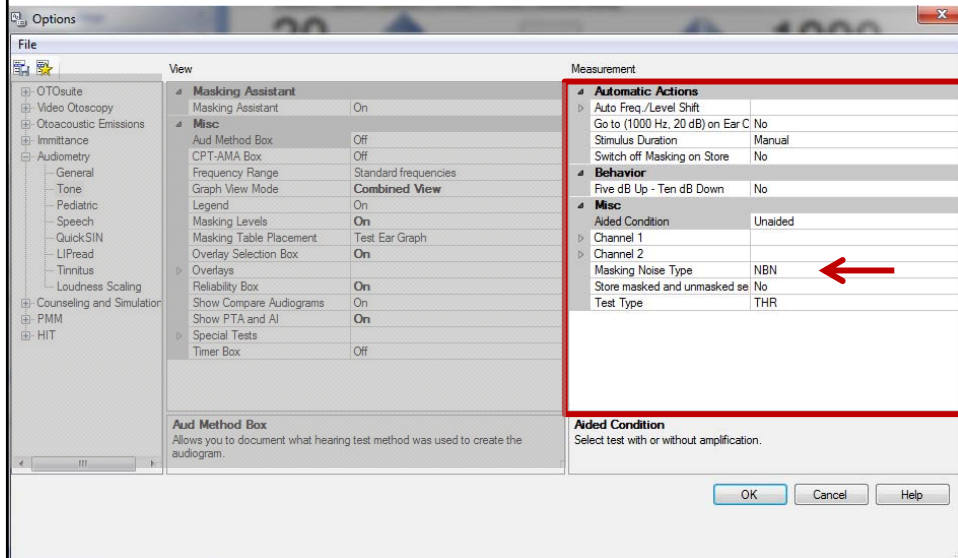 Options
File
View
Measurement
OTOsuite
Video Otoscopy
Otoacoustic Emissions
Immittance
Audiometry
General
Tone
Pediatric
Speech
QuickSIN
LIPread
Tinnitus
Loudness Scaling
Counseling and Simulation
PMM
HIT
Masking Assistant
Masking Assistant On
Misc
Aud Method Box Off
CPT-AMA Box Off
Frequency Range Standard frequencies
Graph View Mode Combined View
Legend On
Masking Levels On
Masking Table Placement Test Ear Graph
Overlay Selection Box On
Overlays
Reliability Box On
Show Compare Audiograms On
Show PTA and AI On
Special Tests
Timer Box Off
Aud Method Box
Allows you to document what hearing test method was used to create the
audiogram.
Automatic Actions
Auto Freq./Level Shift
Go to (1000 Hz, 20 dB) on Ear C No
Stimulus Duration Manual
Switch off Masking on Store No
Behavior
Five dB Up - Ten dB Down No
Misc
Aided Condition Unaided
Channel 1
Channel 2
Masking Noise Type NBN
Store masked and unmasked se No
Test Type THR
Aided Condition
Select test with or without amplification.
OK Cancel Help